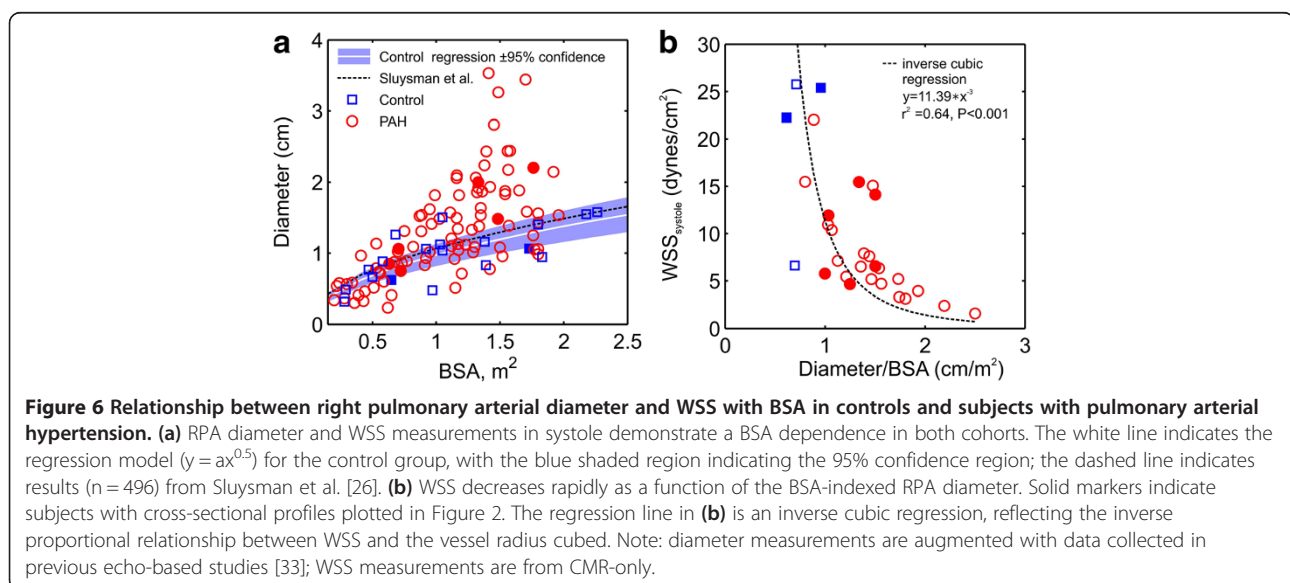 a
4
3
2
1
0
Diameter (cm)
Control regression ±95% confidence
Sluysman et al.
Control
PAH
0.5 1 1.5 2 2.5
BSA, m²
b
30
25
20
15
10
5
0
WSS_systole (dynes/cm²)
inverse cubic
regression
y=11.39*x⁻³
r² =0.64, P<0.001
0 1 2 3
Diameter/BSA (cm/m²)
Figure 6 Relationship between right pulmonary arterial diameter and WSS with BSA in controls and subjects with pulmonary arterial
hypertension. (a) RPA diameter and WSS measurements in systole demonstrate a BSA dependence in both cohorts. The white line indicates the
regression model (y = ax⁰·⁵) for the control group, with the blue shaded region indicating the 95% confidence region; the dashed line indicates
results (n = 496) from Sluysman et al. [26]. (b) WSS decreases rapidly as a function of the BSA-indexed RPA diameter. Solid markers indicate
subjects with cross-sectional profiles plotted in Figure 2. The regression line in (b) is an inverse cubic regression, reflecting the inverse
proportional relationship between WSS and the vessel radius cubed. Note: diameter measurements are augmented with data collected in
previous echo-based studies [33]; WSS measurements are from CMR-only.